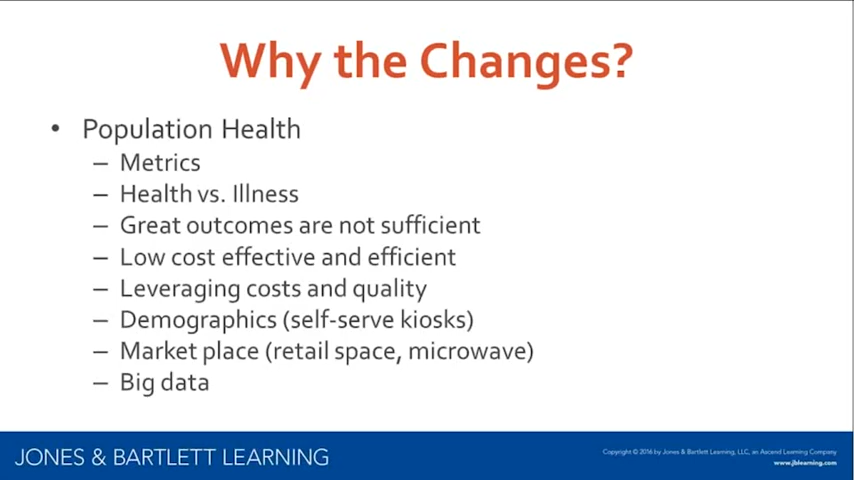 Why the Changes?
• Population Health
– Metrics
– Health vs. Illness
– Great outcomes are not sufficient
– Low cost effective and efficient
– Leveraging costs and quality
– Demographics (self-serve kiosks)
– Market place (retail space, microwave)
– Big data
JONES & BARTLETT LEARNING
Copyright © 2016 by Jones & Bartlett Learning, LLC, an Ascend Learning Company
www.jblearning.com